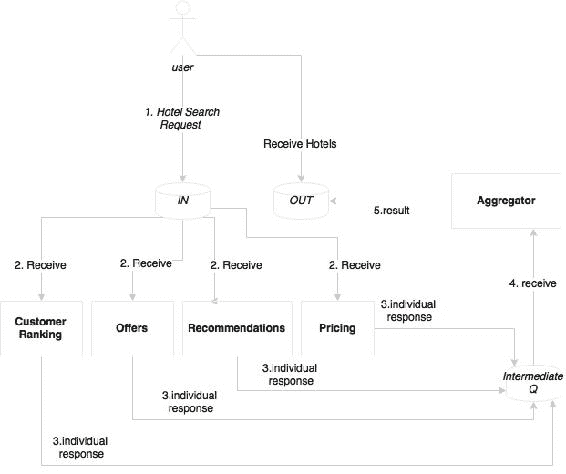 user
1. Hotel Search
Request
Receive Hotels
IN
OUT
5.result
Aggregator
2. Receive
2. Receive
2. Receive
2. Receive
4. receive
Customer
Ranking
Offers
Recommendations
Pricing
3.individual
response
3.individual
response
3.individual
response
3.individual
response
Intermediate
Q